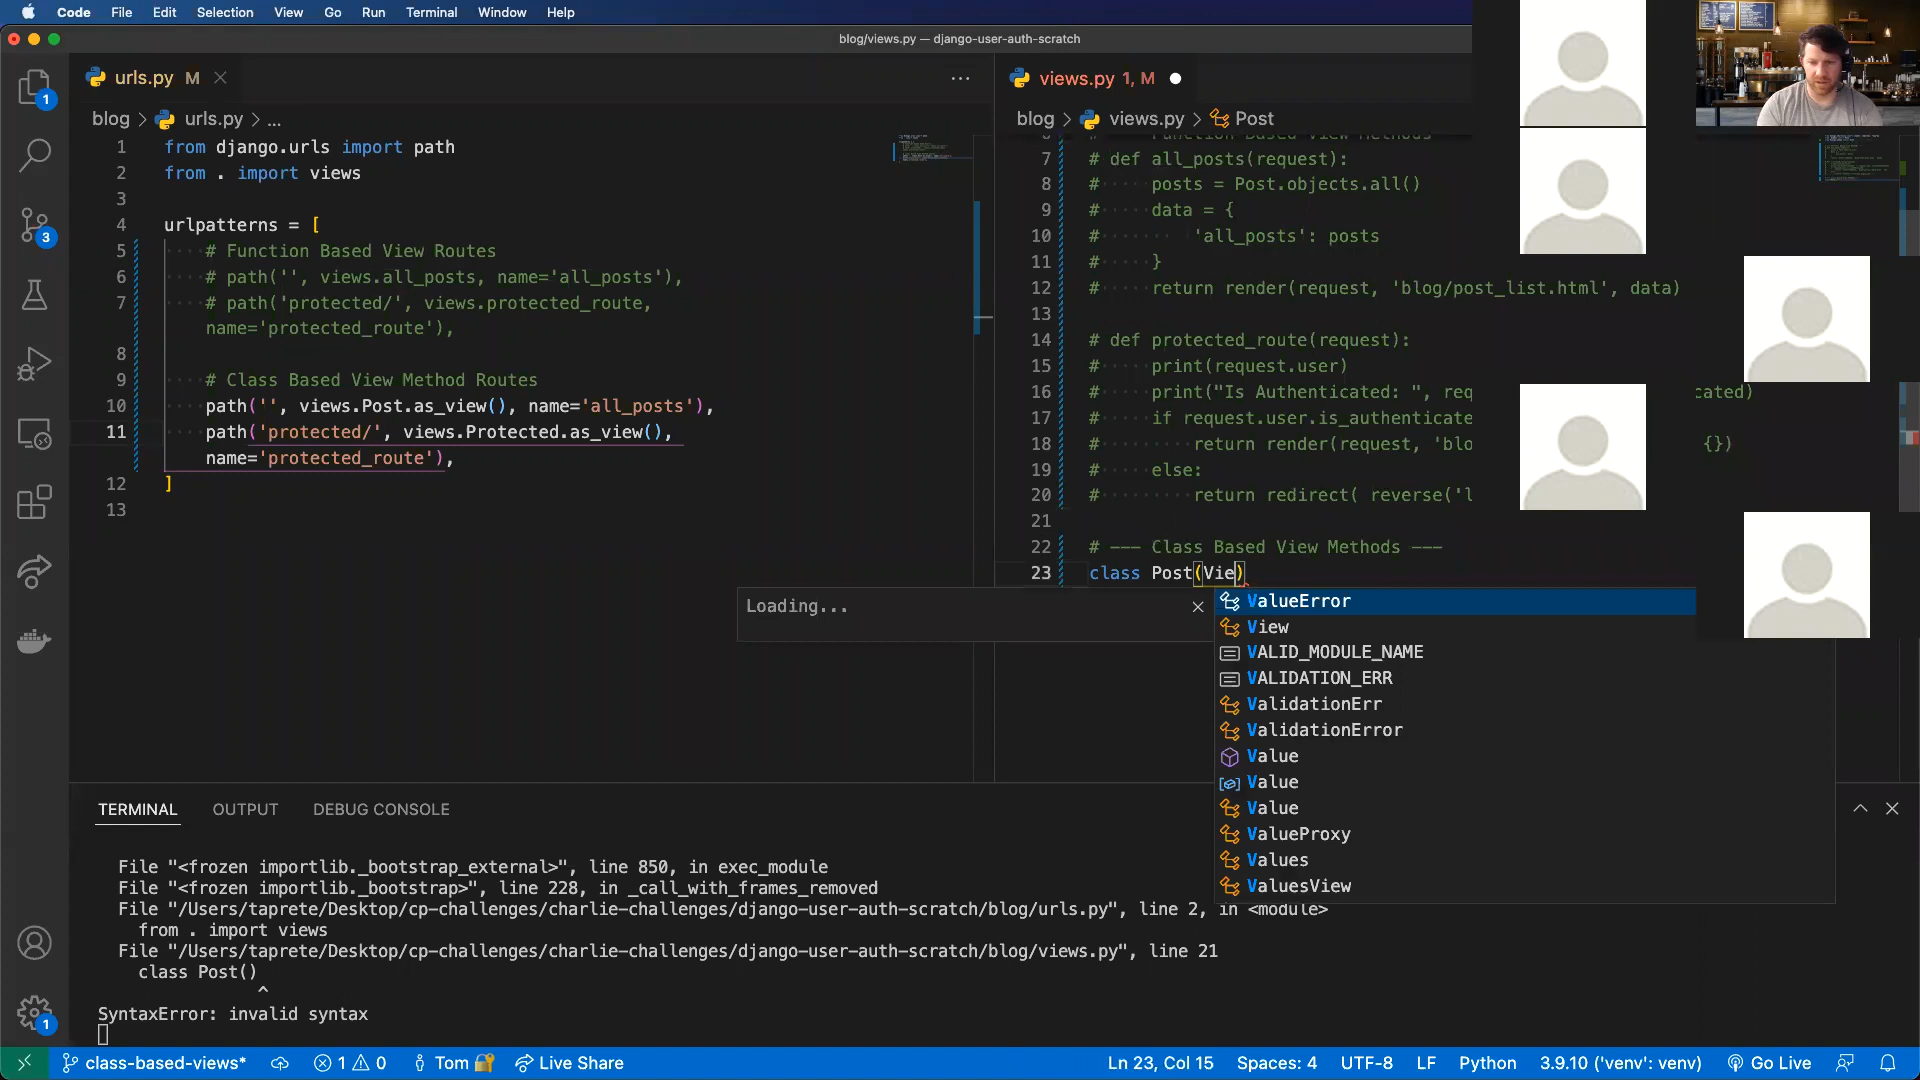 Code File Edit Selection View Go Run Terminal Window Help
blog/views.py — django-user-auth-scratch
urls.py M
blog > urls.py > ...
1 from django.urls import path
2 from . import views
3
4 urlpatterns = [
5 # Function Based View Routes
6 # path('', views.all_posts, name='all_posts'),
7 # path('protected/', views.protected_route,
name='protected_route'),
8
9 # Class Based View Method Routes
10 path('', views.Post.as_view(), name='all_posts'),
11 path('protected/', views.Protected.as_view(),
name='protected_route'),
12 ]
13
views.py 1, M
blog > views.py > Post
Function Based View Methods
7 # def all_posts(request):
8 # posts = Post.objects.all()
9 # data = {
10 # 'all_posts': posts
11 # }
12 # return render(request, 'blog/post_list.html', data)
13
14 # def protected_route(request):
15 # print(request.user)
16 # print("Is Authenticated: ", req cated)
17 # if request.user.is_authenticate
18 # return render(request, 'blo {})
19 # else:
20 # return redirect( reverse('l
21
22 # --- Class Based View Methods ---
23 class Post(Vie)
Loading...
ValueError
View
VALID_MODULE_NAME
VALIDATION_ERR
ValidationErr
ValidationError
Value
Value
Value
ValueProxy
Values
ValuesView
1
3
1
TERMINAL OUTPUT DEBUG CONSOLE
File "<frozen importlib._bootstrap_external>", line 850, in exec_module
File "<frozen importlib._bootstrap>", line 228, in _call_with_frames_removed
File "/Users/taprete/Desktop/cp-challenges/charlie-challenges/django-user-auth-scratch/blog/urls.py", line 2, in <module>
from . import views
File "/Users/taprete/Desktop/cp-challenges/charlie-challenges/django-user-auth-scratch/blog/views.py", line 21
class Post()
^
SyntaxError: invalid syntax
class-based-views* 1 0 Tom Live Share Ln 23, Col 15 Spaces: 4 UTF-8 LF Python 3.9.10 ('venv': venv) Go Live